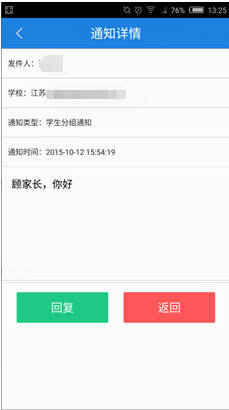 76% 13:25
通知详情
发件人：
学校：江苏
通知类型：学生分组通知
通知时间：2015-10-12 15:54:19
顾家长，你好
回复 返回